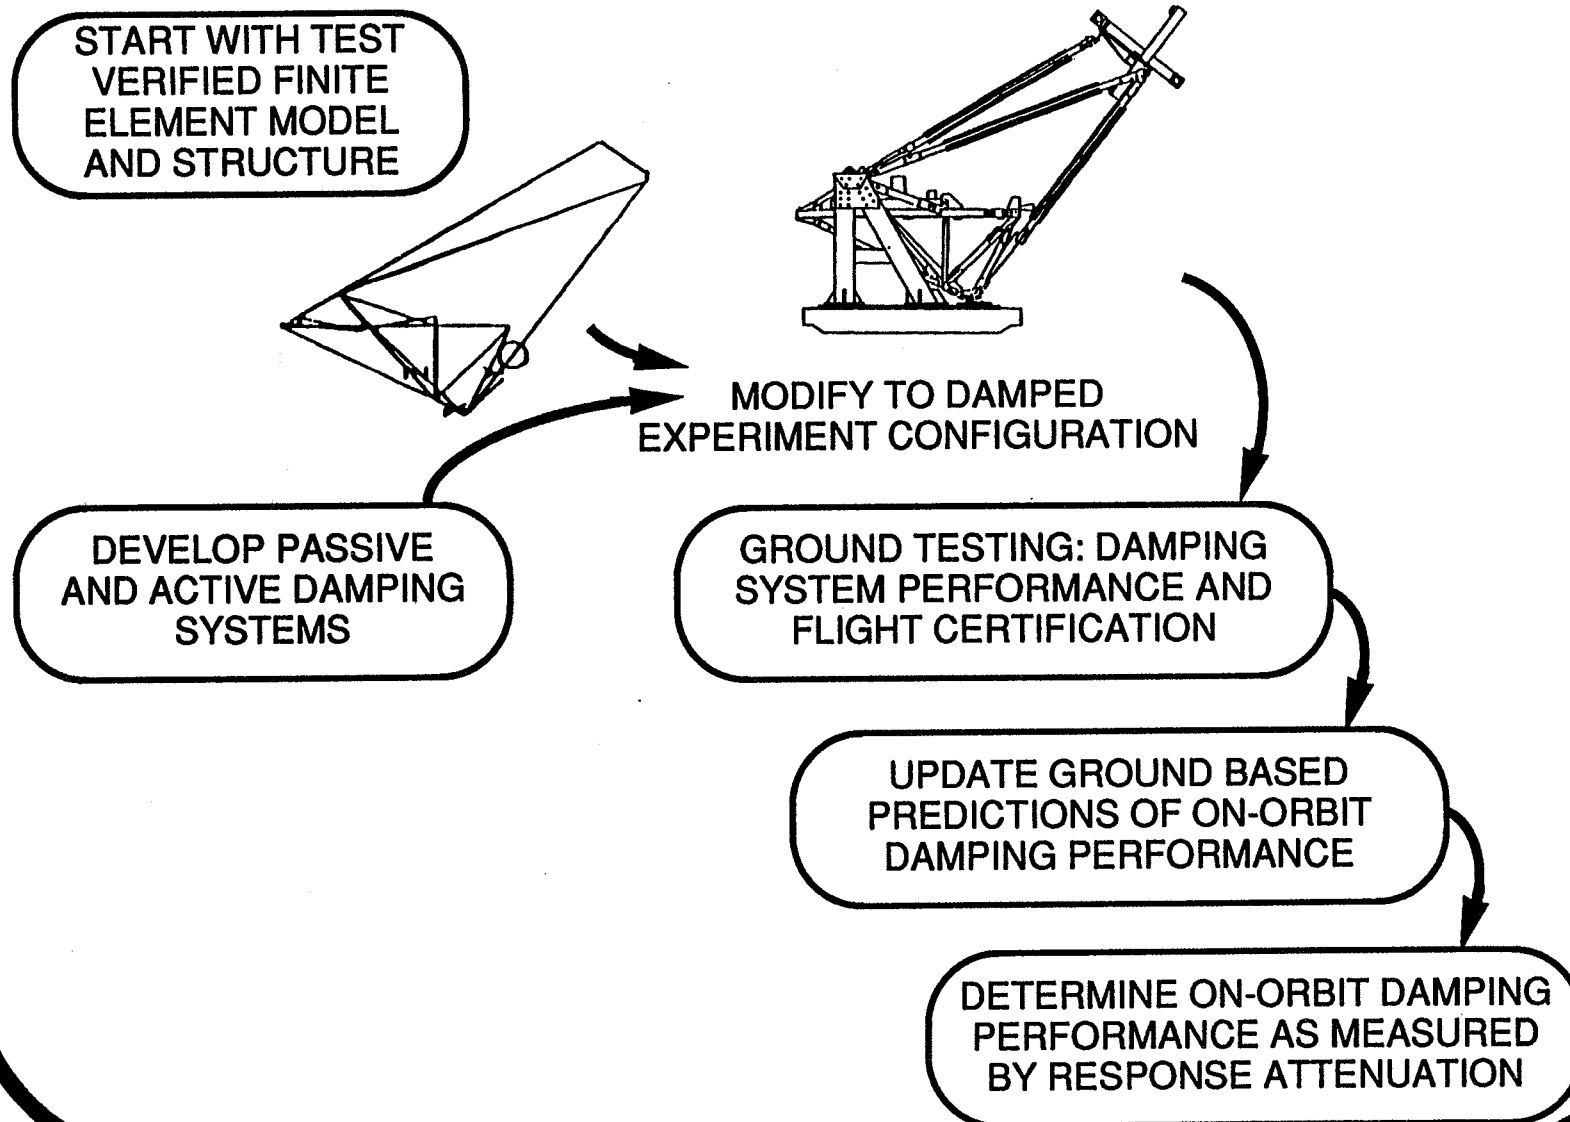 START WITH TEST
VERIFIED FINITE
ELEMENT MODEL
AND STRUCTURE
MODIFY TO DAMPED
EXPERIMENT CONFIGURATION
DEVELOP PASSIVE
AND ACTIVE DAMPING
SYSTEMS
GROUND TESTING: DAMPING
SYSTEM PERFORMANCE AND
FLIGHT CERTIFICATION
UPDATE GROUND BASED
PREDICTIONS OF ON-ORBIT
DAMPING PERFORMANCE
DETERMINE ON-ORBIT DAMPING
PERFORMANCE AS MEASURED
BY RESPONSE ATTENUATION